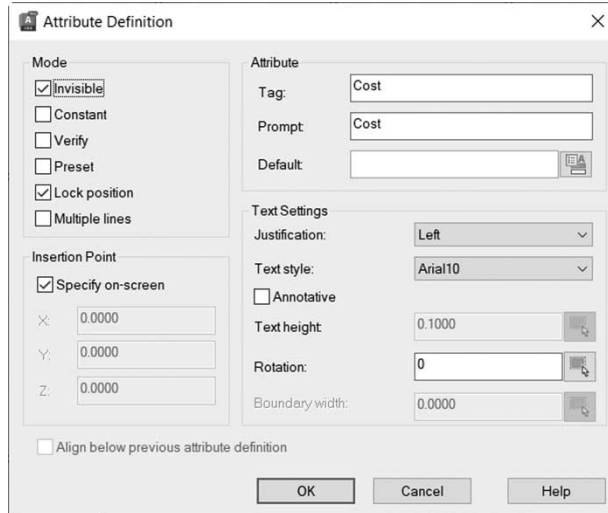 Attribute Definition
Mode
Invisible
Constant
Verify
Preset
Lock position
Multiple lines
Attribute
Tag: Cost
Prompt: Cost
Default:
Insertion Point
Specify on-screen
X: 0.0000
Y: 0.0000
Z: 0.0000
Text Settings
Justification: Left
Text style: Arial10
Annotative
Text height: 0.1000
Rotation: 0
Boundary width: 0.0000
Align below previous attribute definition
OK Cancel Help